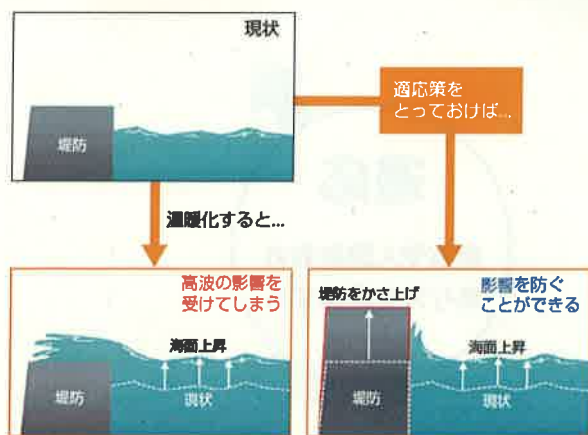 現状
堤防
適応策を
とっておけば...
温暖化すると...
高波の影響を
受けてしまう
海面上昇
堤防
現状
堤防をかさ上げ
影響を防ぐ
ことができる
海面上昇
堤防
現状